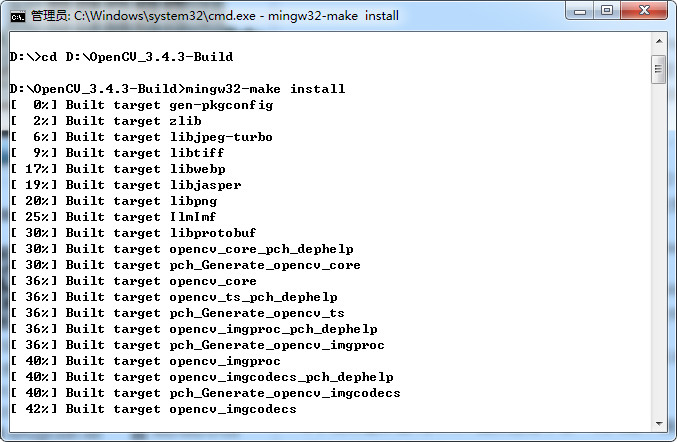 管理员: C:\Windows\system32\cmd.exe - mingw32-make  install
D:\>cd D:\OpenCV_3.4.3-Build
D:\OpenCV_3.4.3-Build>mingw32-make install
[  0%] Built target gen-pkgconfig
[  2%] Built target zlib
[  6%] Built target libjpeg-turbo
[  9%] Built target libtiff
[ 17%] Built target libwebp
[ 19%] Built target libjasper
[ 20%] Built target libpng
[ 25%] Built target IlmImf
[ 30%] Built target libprotobuf
[ 30%] Built target opencv_core_pch_dephelp
[ 30%] Built target pch_Generate_opencv_core
[ 36%] Built target opencv_core
[ 36%] Built target opencv_ts_pch_dephelp
[ 36%] Built target pch_Generate_opencv_ts
[ 36%] Built target opencv_imgproc_pch_dephelp
[ 36%] Built target pch_Generate_opencv_imgproc
[ 40%] Built target opencv_imgproc
[ 40%] Built target opencv_imgcodecs_pch_dephelp
[ 40%] Built target pch_Generate_opencv_imgcodecs
[ 42%] Built target opencv_imgcodecs